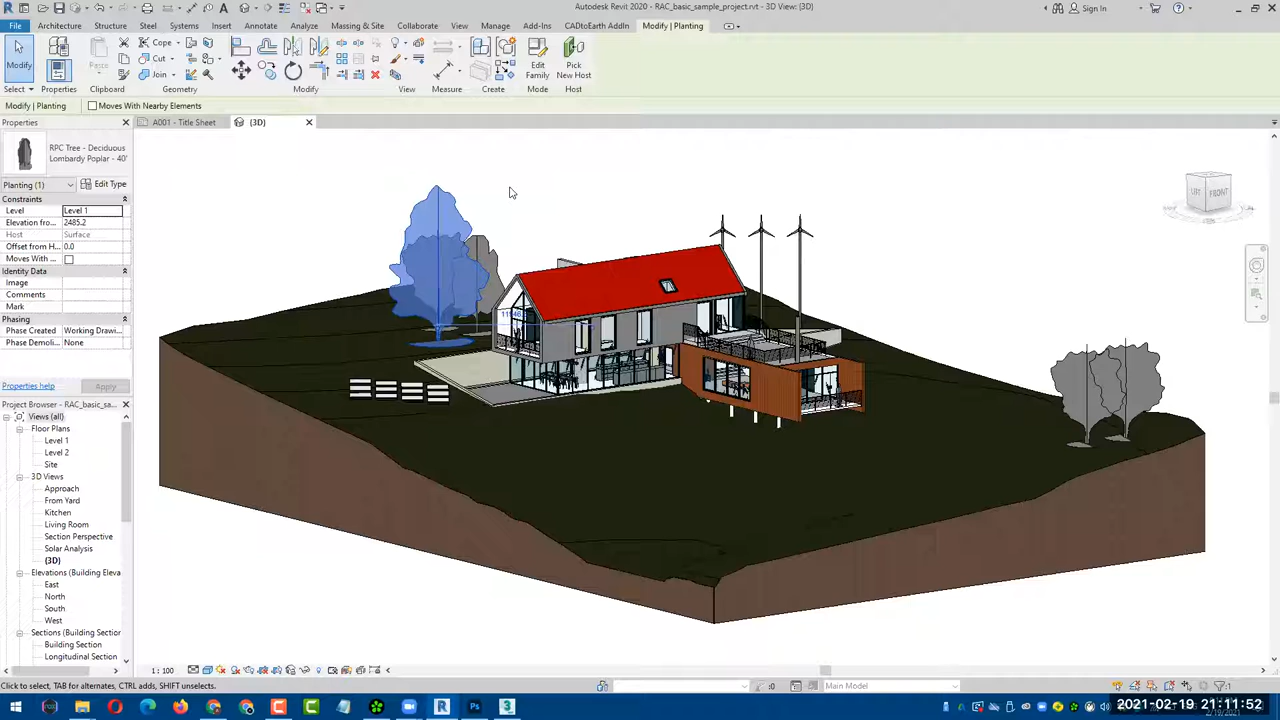 Autodesk Revit 2020 - RAC_basic_sample_project.rvt - 3D View: {3D}
Sign In
File Architecture Structure Steel Systems Insert Annotate Analyze Massing & Site Collaborate View Manage Add-Ins CADtoEarth AddIn Modify | Planting
Cope
Cut
Join
Modify
Paste
Edit Family
Pick New Host
Select Properties Clipboard Geometry Modify View Measure Create Mode Host
Modify | Planting Moves With Nearby Elements
Properties
A001 - Title Sheet
{3D}
RPC Tree - Deciduous
Lombardy Poplar - 40'
Planting (1) Edit Type
Constraints
Level Level 1
Elevation fro... 2485.2
Host Surface
Offset from H... 0.0
Moves With ...
Identity Data
Image
Comments
Mark
Phasing
Phase Created Working Drawi...
Phase Demoli... None
Properties help Apply
Project Browser - RAC_basic_sa...
Views (all)
Floor Plans
Level 1
Level 2
Site
3D Views
Approach
From Yard
Kitchen
Living Room
Section Perspective
Solar Analysis
{3D}
Elevations (Building Eleva
East
North
South
West
Sections (Building Section
Building Section
Longitudinal Section
LEFT FRONT
1 : 100
Click to select, TAB for alternates, CTRL adds, SHIFT unselects.
:0
Main Model
:1
2021-02-19 21:11:52